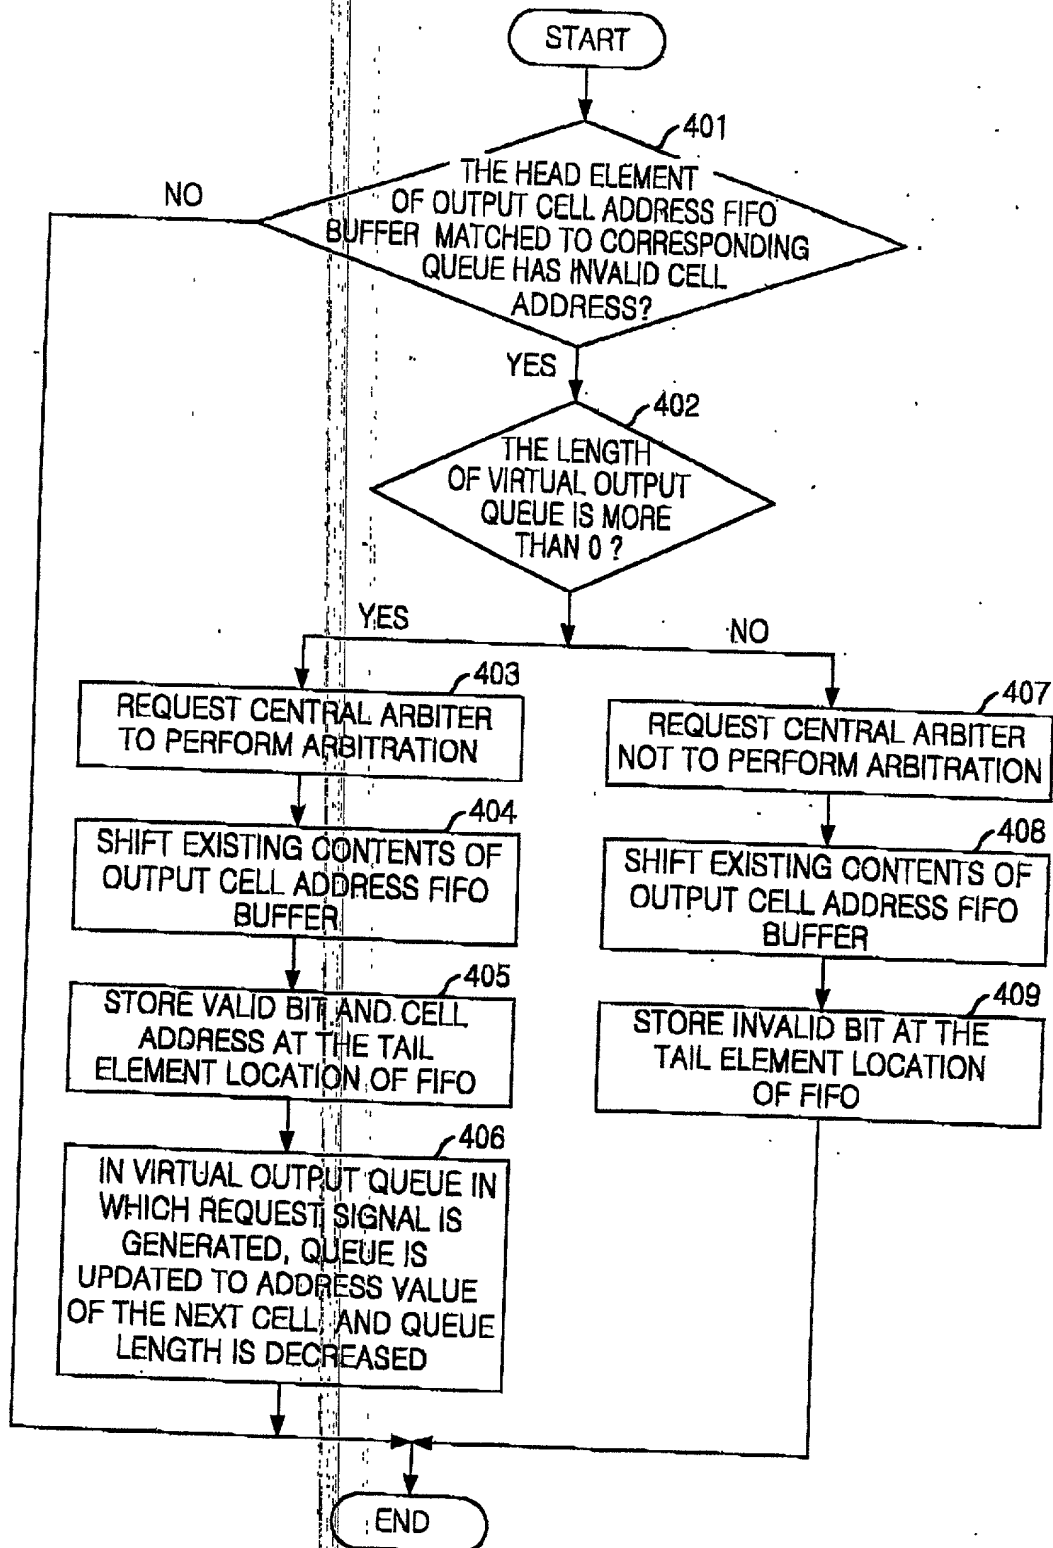 START
401
THE HEAD ELEMENT
OF OUTPUT CELL ADDRESS FIFO
BUFFER MATCHED TO CORRESPONDING
QUEUE HAS INVALID CELL
ADDRESS?
NO
YES
402
THE LENGTH
OF VIRTUAL OUTPUT
QUEUE IS MORE
THAN 0 ?
YES
NO
403
REQUEST CENTRAL ARBITER
TO PERFORM ARBITRATION
407
REQUEST CENTRAL ARBITER
NOT TO PERFORM ARBITRATION
404
SHIFT EXISTING CONTENTS OF
OUTPUT CELL ADDRESS FIFO
BUFFER
408
SHIFT EXISTING CONTENTS OF
OUTPUT CELL ADDRESS FIFO
BUFFER
405
STORE VALID BIT AND CELL
ADDRESS AT THE TAIL
ELEMENT LOCATION OF FIFO
409
STORE INVALID BIT AT THE
TAIL ELEMENT LOCATION
OF FIFO
406
IN VIRTUAL OUTPUT QUEUE IN
WHICH REQUEST SIGNAL IS
GENERATED, QUEUE IS
UPDATED TO ADDRESS VALUE
OF THE NEXT CELL AND QUEUE
LENGTH IS DECREASED
END